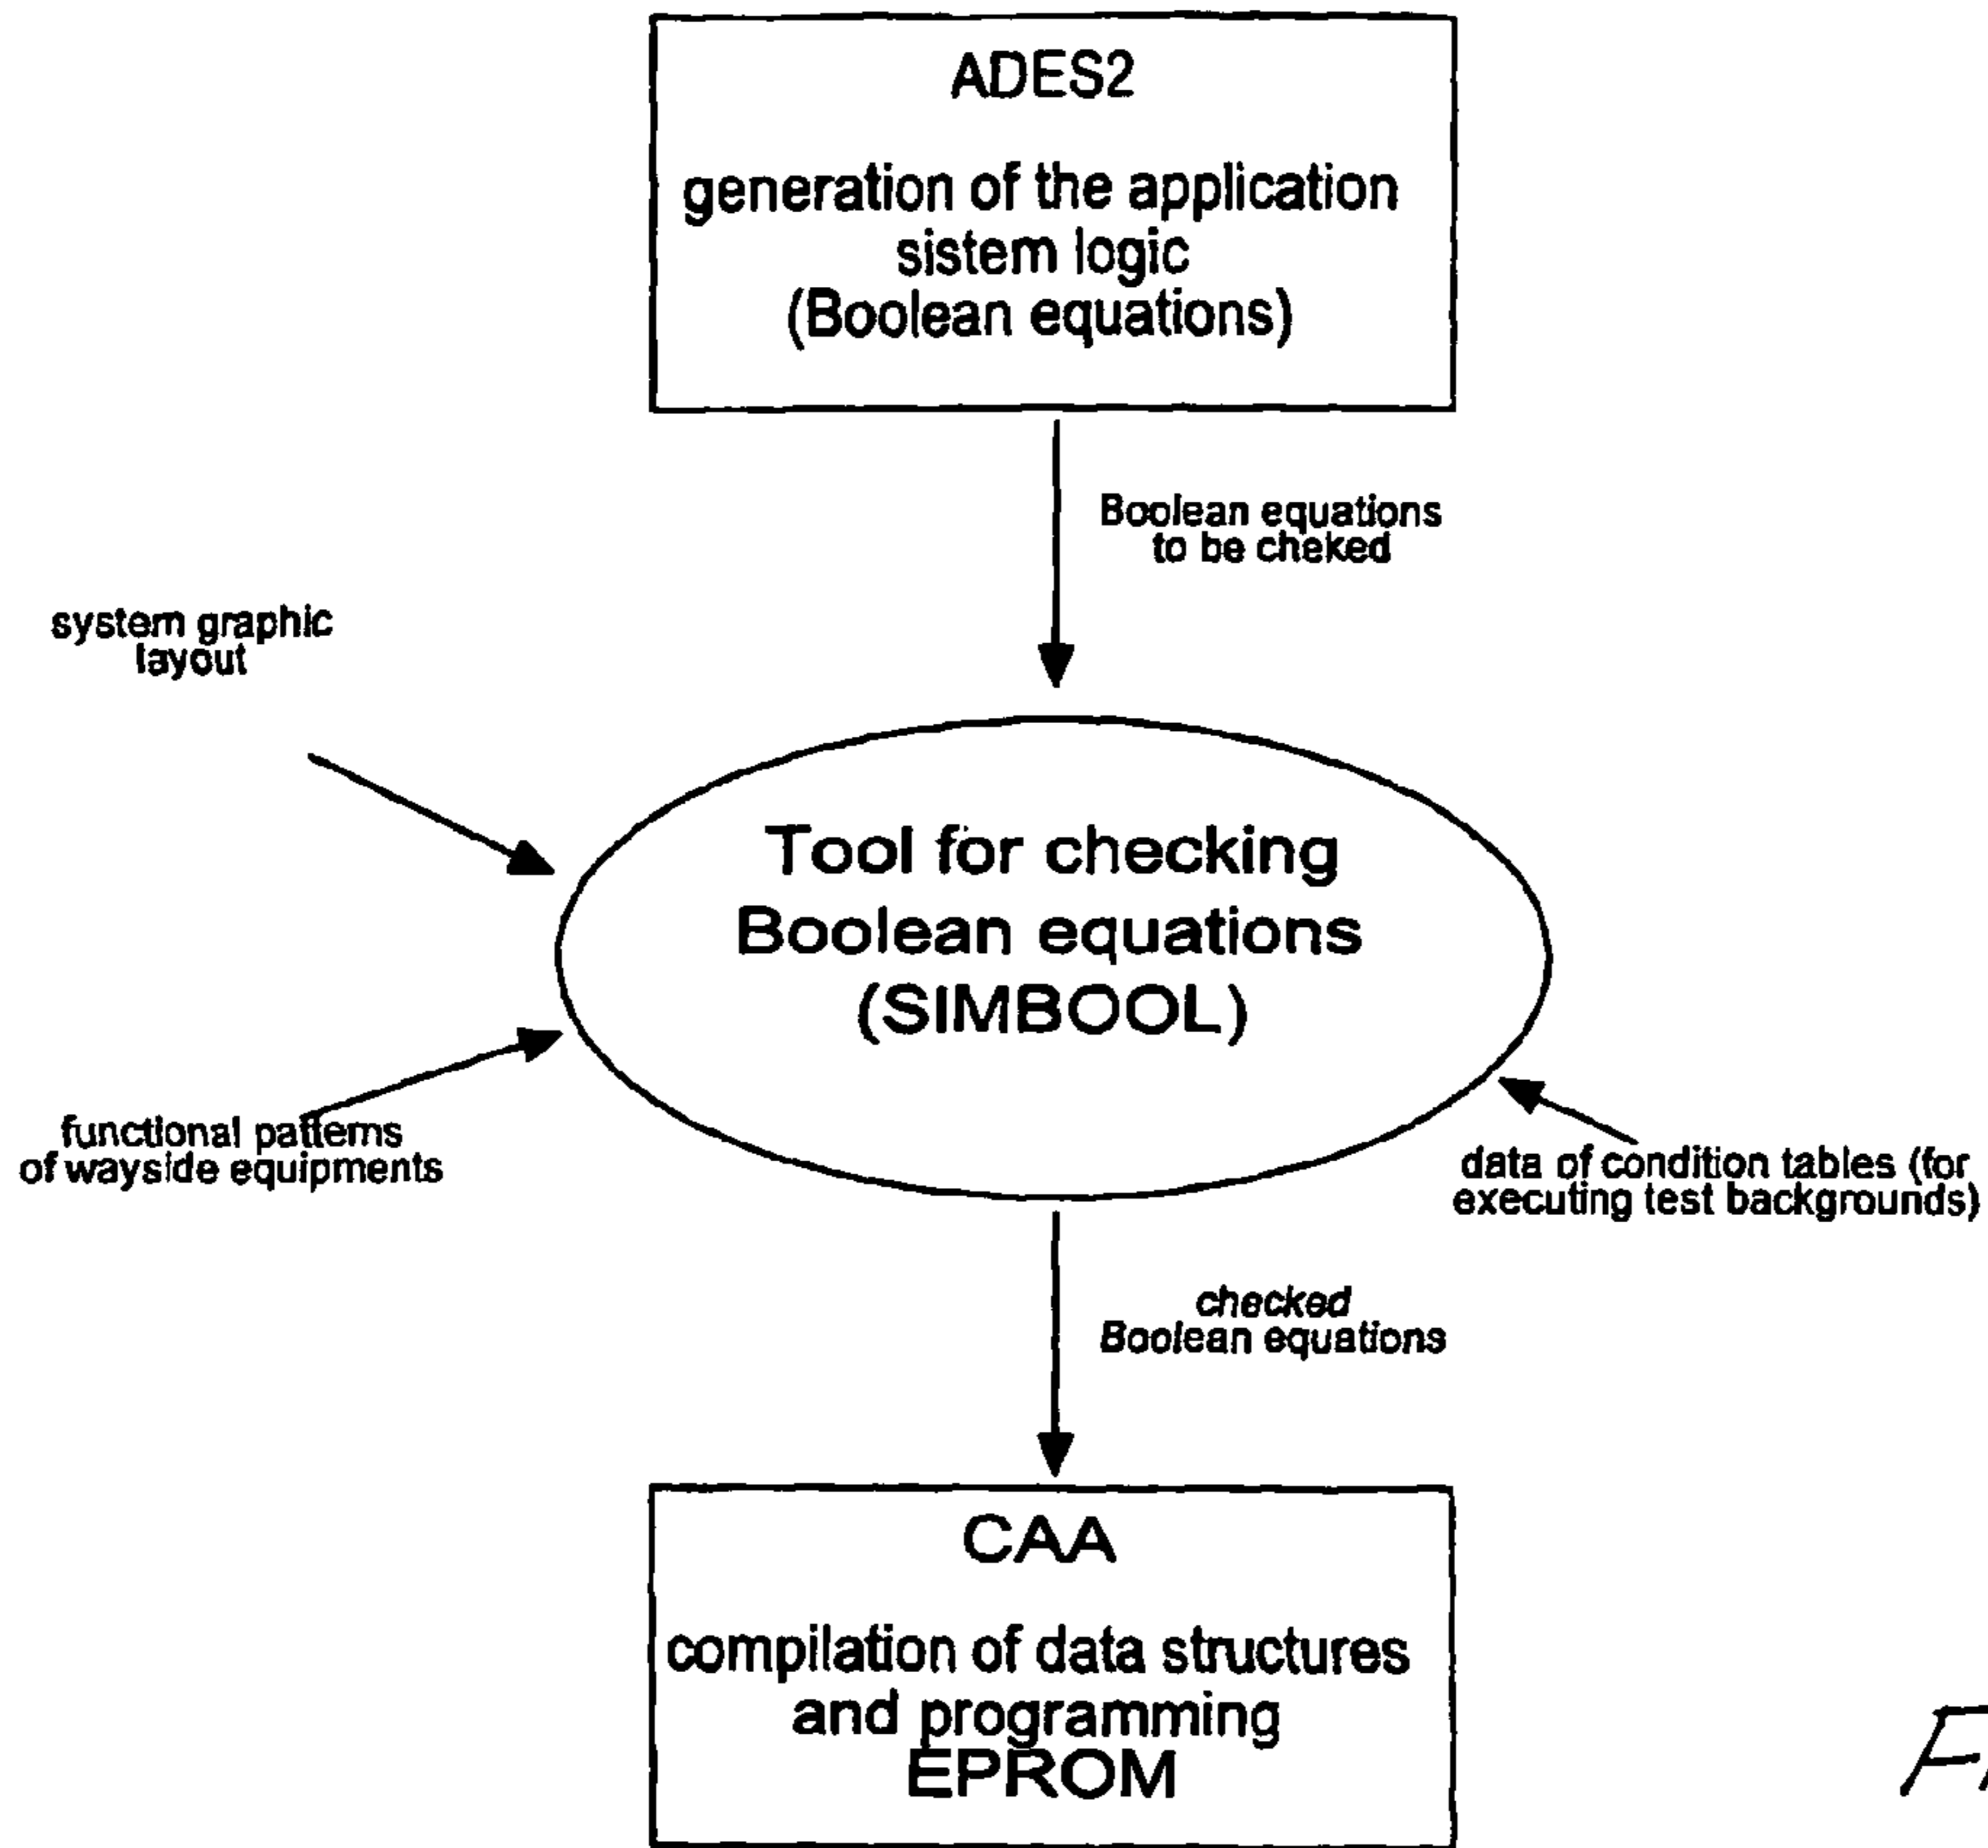 ADES2
generation of the application
sistem logic
(Boolean equations)
Boolean equations
to be cheked
system graphic
layout
Tool for checking
Boolean equations
(SIMBOOL)
functional patterns
of wayside equipments
data of condition tables (for
executing test backgrounds)
checked
Boolean equations
CAA
compilation of data structures
and programming
EPROM